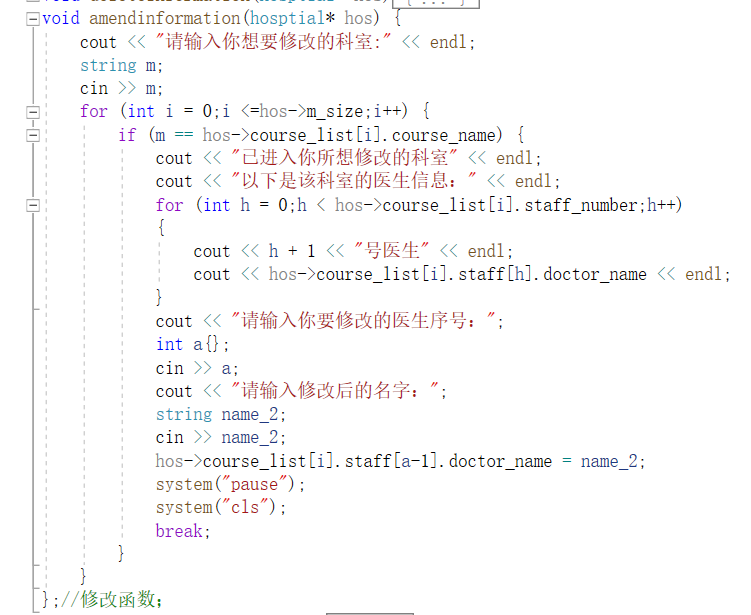 void amendinformation(hosptial* hos) {
    cout << "请输入你想要修改的科室:" << endl;
    string m;
    cin >> m;
    for (int i = 0;i <=hos->m_size;i++) {
        if (m == hos->course_list[i].course_name) {
            cout << "已进入你所想修改的科室" << endl;
            cout << "以下是该科室的医生信息：" << endl;
            for (int h = 0;h < hos->course_list[i].staff_number;h++)
            {
                cout << h + 1 << "号医生" << endl;
                cout << hos->course_list[i].staff[h].doctor_name << endl;
            }
            cout << "请输入你要修改的医生序号：";
            int a{};
            cin >> a;
            cout << "请输入修改后的名字：";
            string name_2;
            cin >> name_2;
            hos->course_list[i].staff[a-1].doctor_name = name_2;
            system("pause");
            system("cls");
            break;
        }
    }
};//修改函数；